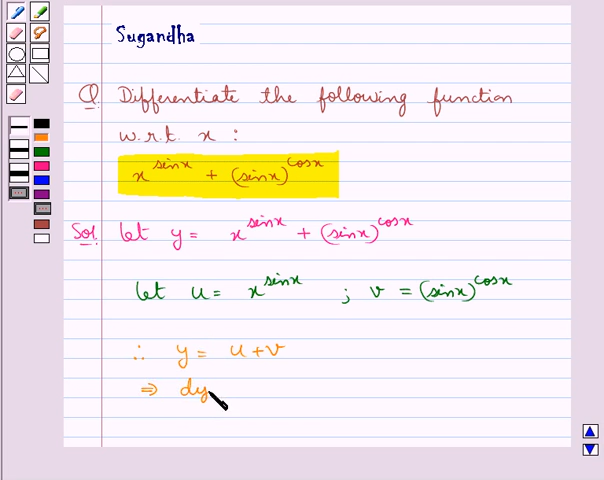 Sugandha
Q. Differentiate the following function
w.r.t. x :
x^sinx + (sinx)^cosx
Sol. let y = x^sinx + (sinx)^cosx
let u = x^sinx ; v = (sinx)^cosx
∴ y = u + v
⇒ dy